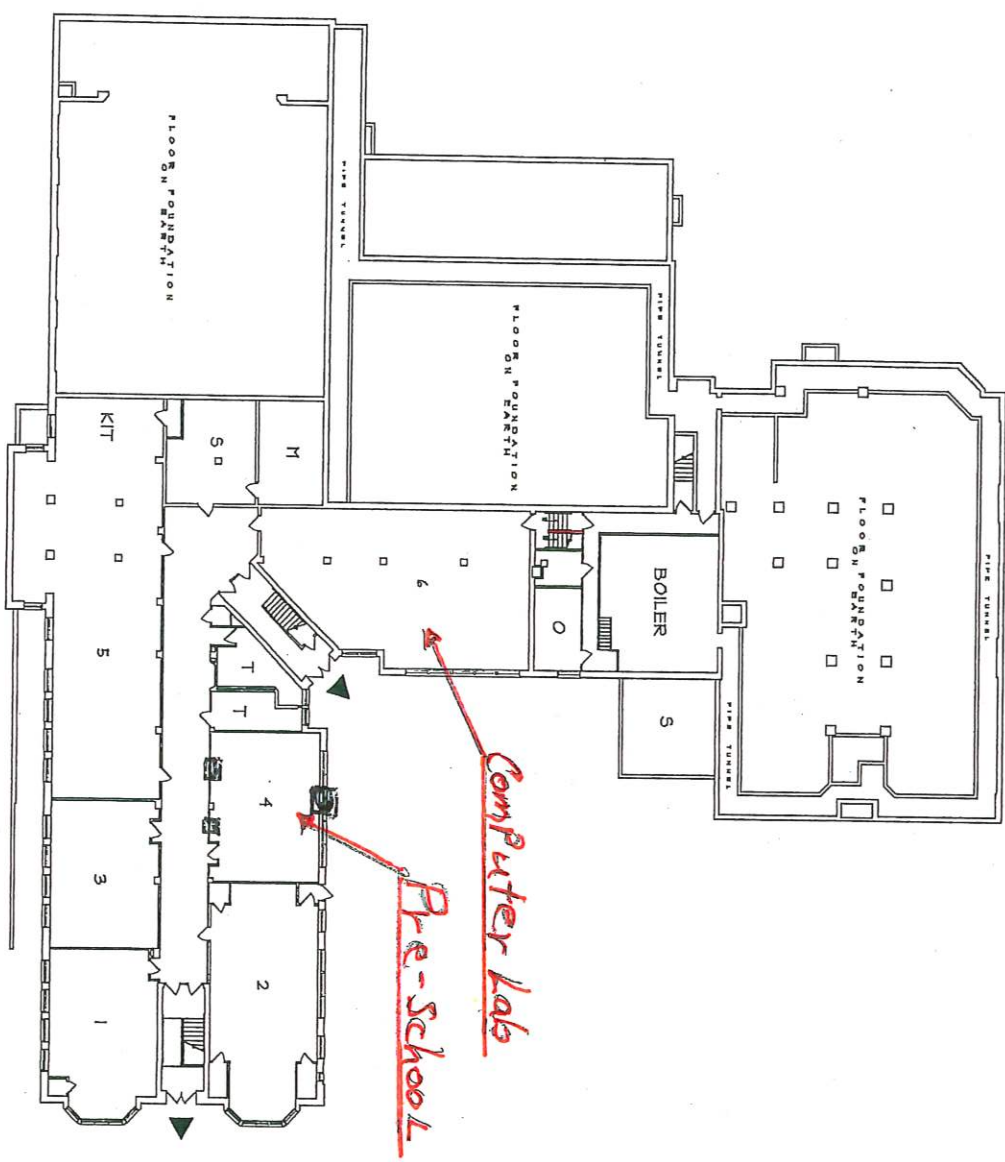 FLOOR FOUNDATION
ON EARTH
PIPE TUNNEL
FLOOR FOUNDATION
ON EARTH
PIPE TUNNEL
FLOOR FOUNDATION
ON EARTH
PIPE TUNNEL
PIPE TUNNEL
KIT
S
M
6
BOILER
O
S
5
T
T
4
3
2
1
Computer Lab
Pre-School